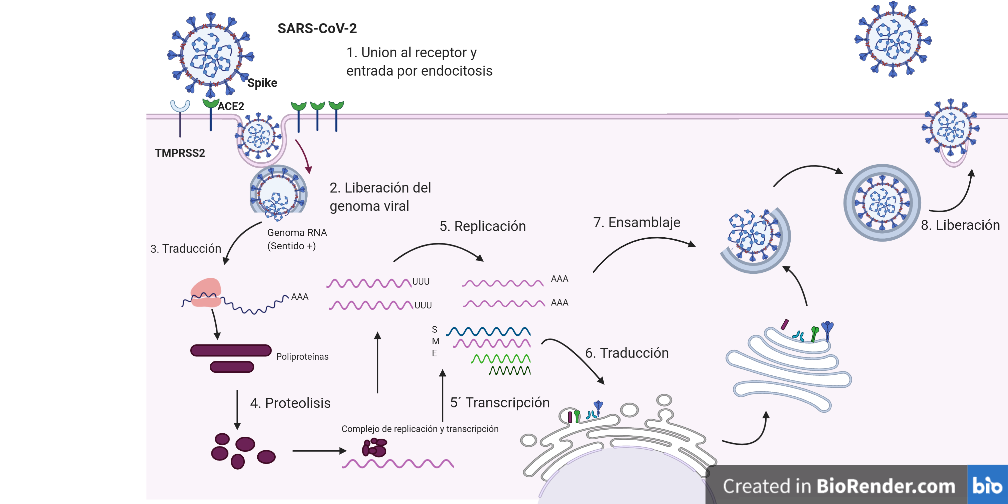 SARS-CoV-2
1. Union al receptor y
entrada por endocitosis
Spike
ACE2
TMPRSS2
2. Liberación del
genoma viral
Genoma RNA
(Sentido +)
3. Traducción
AAA
Poliproteínas
4. Proteolisis
Complejo de replicación y transcripción
5. Replicación
UUU
UUU
AAA
AAA
S
M
E
5´ Transcripción
6. Traducción
7. Ensamblaje
8. Liberación
Created in BioRender.com bio